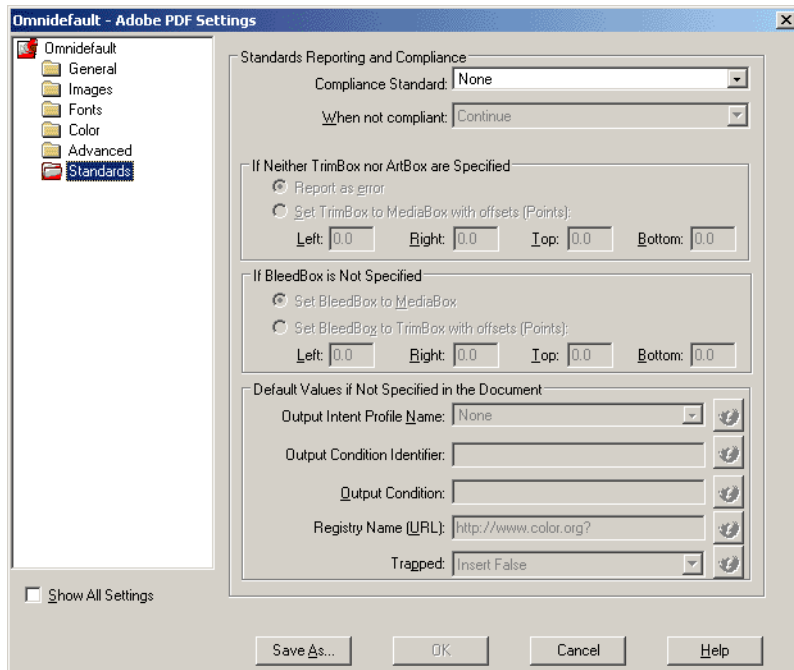 Omnidefault - Adobe PDF Settings
Omnidefault
General
Images
Fonts
Color
Advanced
Standards
Show All Settings
Standards Reporting and Compliance
Compliance Standard: None
When not compliant: Continue
If Neither TrimBox nor ArtBox are Specified
Report as error
Set TrimBox to MediaBox with offsets (Points):
Left: 0.0 Right: 0.0 Top: 0.0 Bottom: 0.0
If BleedBox is Not Specified
Set BleedBox to MediaBox
Set BleedBox to TrimBox with offsets (Points):
Left: 0.0 Right: 0.0 Top: 0.0 Bottom: 0.0
Default Values if Not Specified in the Document
Output Intent Profile Name: None
Output Condition Identifier:
Output Condition:
Registry Name (URL): http://www.color.org?
Trapped: Insert False
Save As... OK Cancel Help